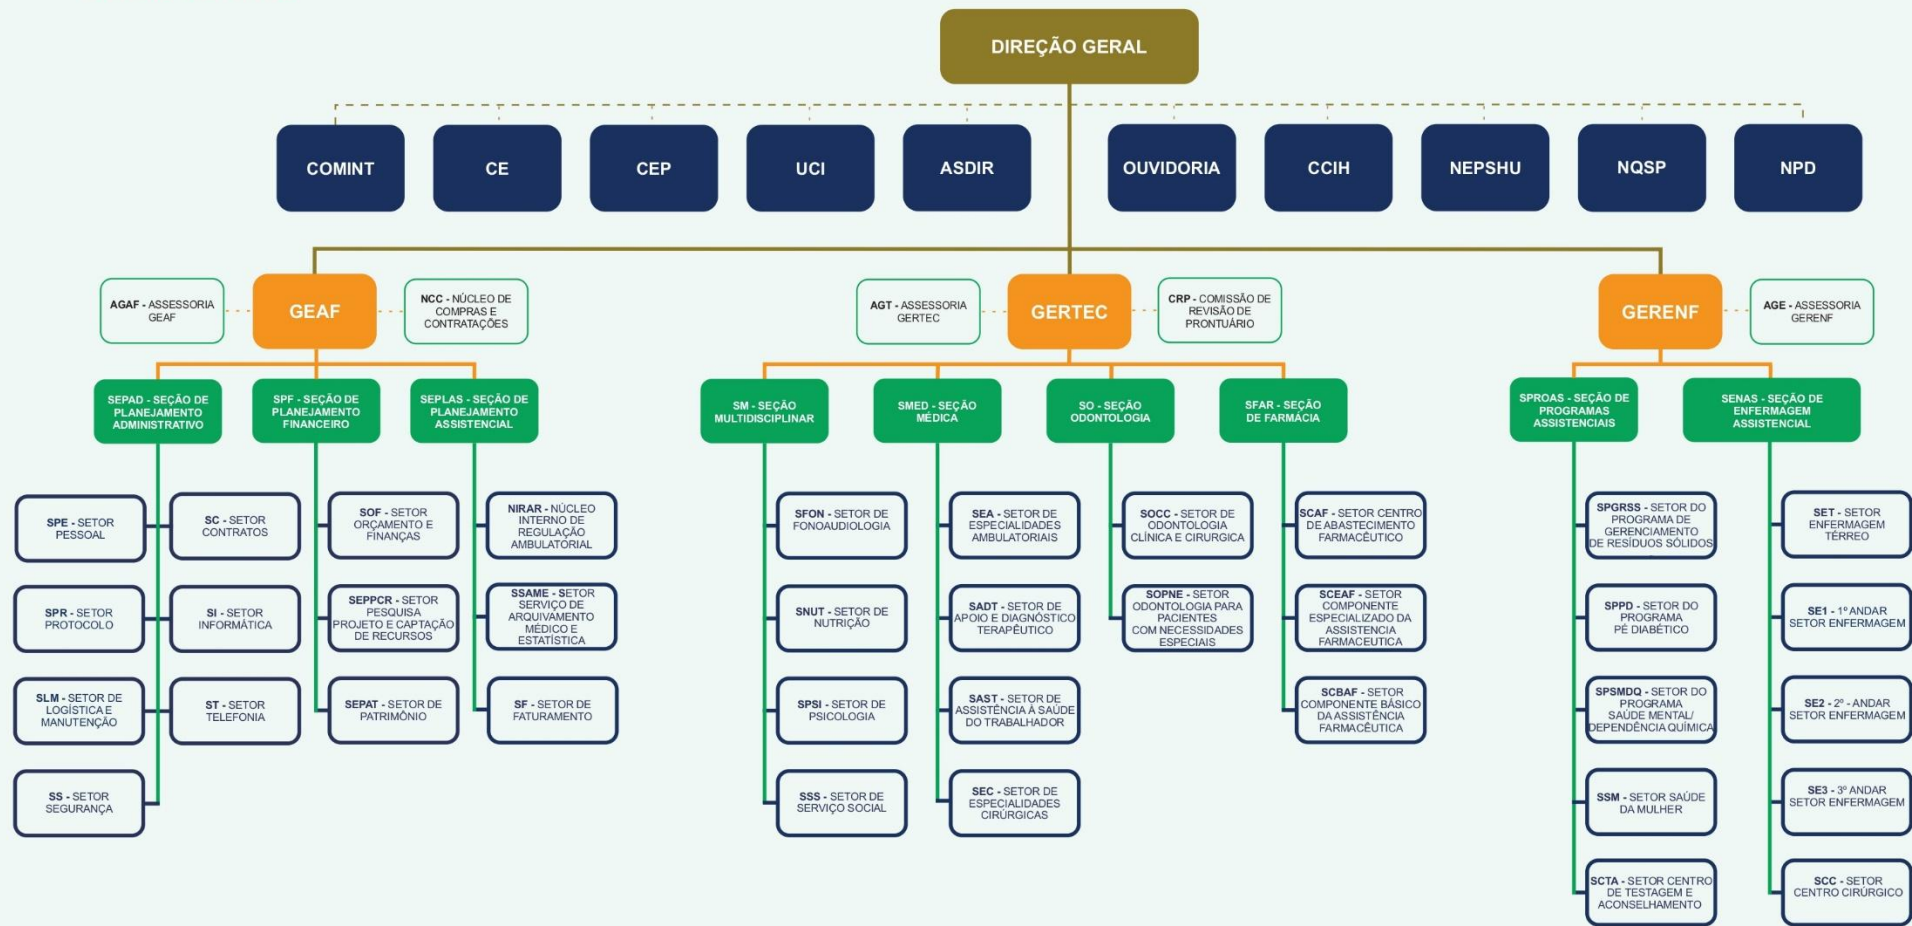 DIREÇÃO GERAL
COMINT
CE
CEP
UCI
ASDIR
OUVIDORIA
CCIH
NEPSHU
NQSP
NPD
AGAF - ASSESSORIA
GEAF
GEAF
NCC - NÚCLEO DE
COMPRAS E
CONTRATAÇÕES
AGT - ASSESSORIA
GERTEC
GERTEC
CRP - COMISSÃO DE
REVISÃO DE
PRONTUÁRIO
GERENF
AGE - ASSESSORIA
GERENF
SEPAD - SEÇÃO DE
PLANEJAMENTO
ADMINISTRATIVO
SPF - SEÇÃO DE
PLANEJAMENTO
FINANCEIRO
SEPLAS - SEÇÃO DE
PLANEJAMENTO
ASSISTENCIAL
SM - SEÇÃO
MULTIDISCIPLINAR
SMED - SEÇÃO
MÉDICA
SO - SEÇÃO
ODONTOLOGIA
SFAR - SEÇÃO
DE FARMÁCIA
SPROAS - SEÇÃO DE
PROGRAMAS
ASSISTENCIAIS
SENAS - SEÇÃO DE
ENFERMAGEM
ASSISTENCIAL
SPE - SETOR
PESSOAL
SC - SETOR
CONTRATOS
SOF - SETOR
ORÇAMENTO E
FINANÇAS
NIRAR - NÚCLEO
INTERNO DE
REGULAÇÃO
AMBULATÓRIAL
SFON - SETOR DE
FONOAUDIOLOGIA
SEA - SETOR DE
ESPECIALIDADES
AMBULATORIAIS
SOCC - SETOR DE
ODONTOLOGIA
CLÍNICA E CIRURGICA
SCAF - SETOR CENTRO
DE ABASTECIMENTO
FARMACÊUTICO
SPGRSS - SETOR DO
PROGRAMA DE
GERENCIAMENTO
DE RESÍDUOS SÓLIDOS
SET - SETOR
ENFERMAGEM
TÉRREO
SPR - SETOR
PROTOCOLO
SI - SETOR
INFORMÁTICA
SEPPCR - SETOR
PESQUISA
PROJETO E CAPTAÇÃO
DE RECURSOS
SSAME - SETOR
SERVIÇO DE
ARQUIVAMENTO
MÉDICO E
ESTATÍSTICA
SNUT - SETOR DE
NUTRIÇÃO
SADT - SETOR DE
APOIO E DIAGNÓSTICO
TERAPÊUTICO
SOPNE - SETOR
ODONTOLOGIA PARA
PACIENTES
COM NECESSIDADES
ESPECIAIS
SCEAF - SETOR
COMPONENTE
ESPECIALIZADO DA
ASSISTENCIA
FARMACEUTICA
SPPD - SETOR DO
PROGRAMA
PÉ DIABÉTICO
SE1 - 1º ANDAR
SETOR ENFERMAGEM
SLM - SETOR DE
LOGÍSTICA E
MANUTENÇÃO
ST - SETOR
TELEFONIA
SEPAT - SETOR DE
PATRIMÔNIO
SF - SETOR DE
FATURAMENTO
SPSI - SETOR DE
PSICOLOGIA
SAST - SETOR DE
ASSISTÊNCIA À SAÚDE
DO TRABALHADOR
SCBAF - SETOR
COMPONENTE BÁSICO
DA ASSISTÊNCIA
FARMACÊUTICA
SPSMDQ - SETOR DO
PROGRAMA
SAÚDE MENTAL/
DEPENDÊNCIA QUÍMICA
SE2 - 2º - ANDAR
SETOR ENFERMAGEM
SS - SETOR
SEGURANÇA
SSS - SETOR DE
SERVIÇO SOCIAL
SEC - SETOR DE
ESPECIALIDADES
CIRÚRGICAS
SSM - SETOR SAÚDE
DA MULHER
SE3 - 3º ANDAR
SETOR ENFERMAGEM
SCTA - SETOR CENTRO
DE TESTAGEM E
ACONSELHAMENTO
SCC - SETOR
CENTRO CIRÚRGICO